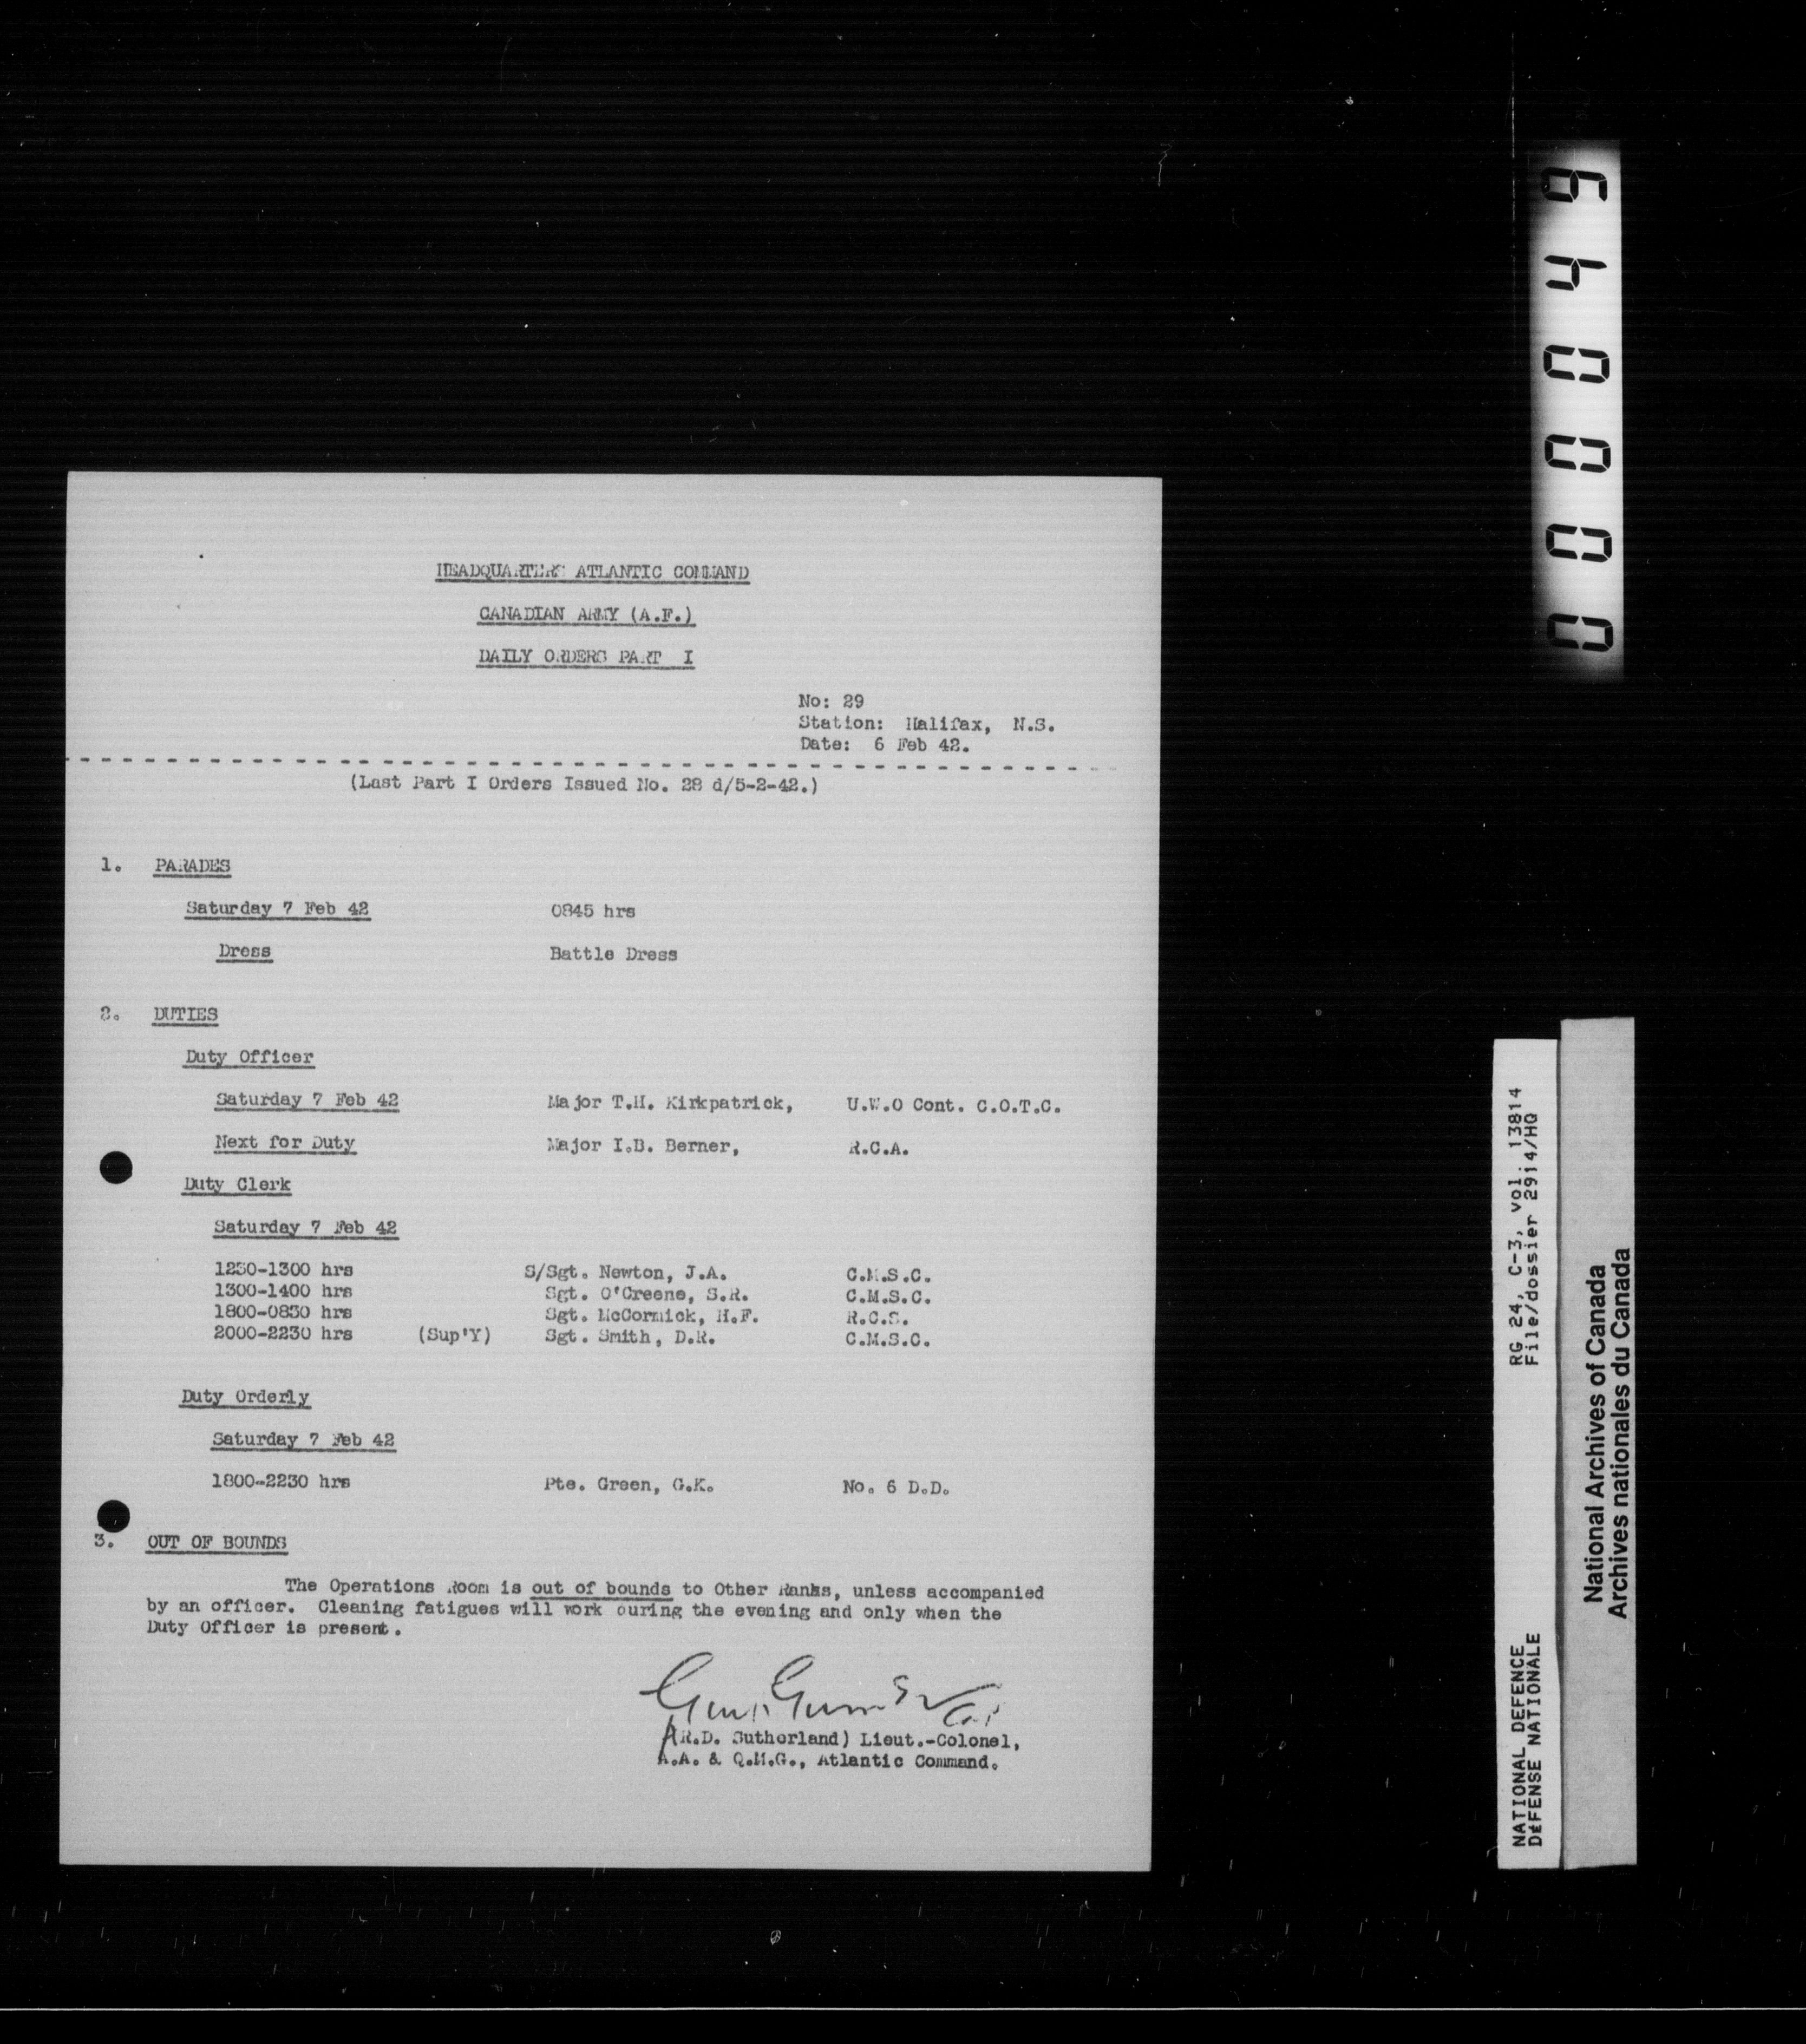 HEADQUARTERS ATLANTIC COMMAND
CANADIAN ARMY (A.F.)
DAILY ORDERS PART I
No: 29
Station: Halifax, N.S.
Date: 6 Feb 42.
(Last Part I Orders Issued No. 28 d/5-2-42.)
1. PARADES
Saturday 7 Feb 42 0845 hrs
Dress Battle Dress
2. DUTIES
Duty Officer
Saturday 7 Feb 42 Major T.H. Kirkpatrick, U.W.O Cont. C.O.T.C.
Next for Duty Major I.B. Berner, R.C.A.
Duty Clerk
Saturday 7 Feb 42
1230-1300 hrs S/Sgt. Newton, J.A. C.M.S.C.
1300-1400 hrs Sgt. O'Greene, S.R. C.M.S.C.
1800-0830 hrs Sgt. McCormick, H.F. R.C.S.
2000-2230 hrs (Sup'Y) Sgt. Smith, D.R. C.M.S.C.
Duty Orderly
Saturday 7 Feb 42
1800-2230 hrs Pte. Green, G.K. No. 6 D.D.
3. OUT OF BOUNDS
The Operations Room is out of bounds to Other Ranks, unless accompanied
by an officer. Cleaning fatigues will work during the evening and only when the
Duty Officer is present.
(R.D. Sutherland) Lieut.-Colonel,
A.A. & Q.M.G., Atlantic Command.
000049
NATIONAL DEFENCE RG 24, C-3, vol. 13814
DÉFENSE NATIONALE File/dossier 2914/HQ
National Archives of Canada
Archives nationales du Canada